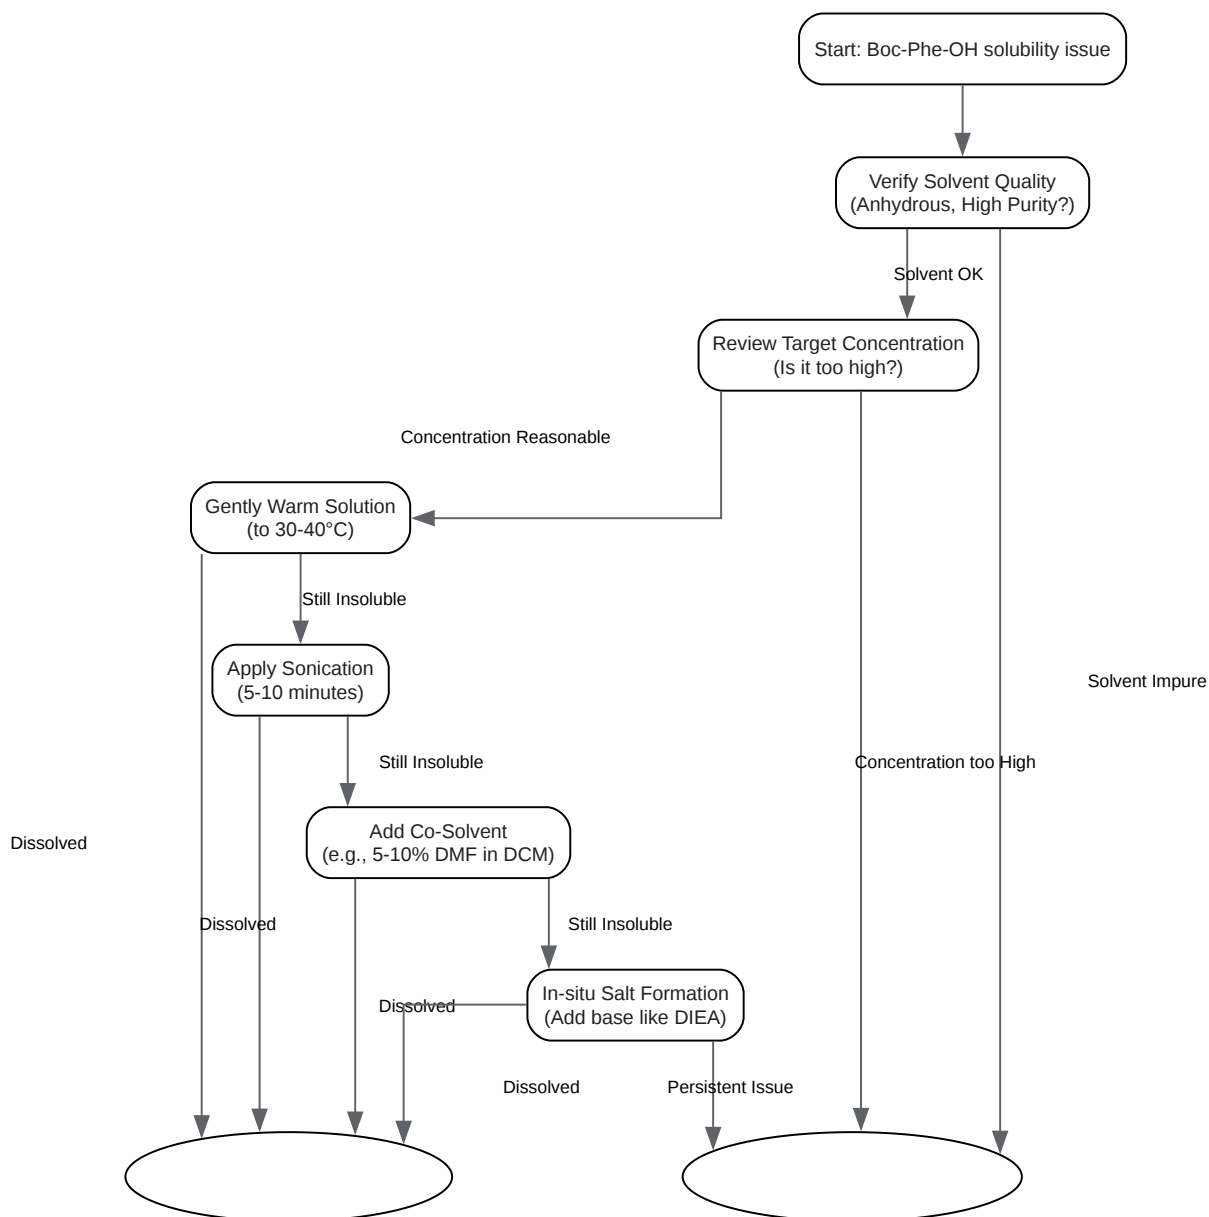 Start: Boc-Phe-OH solubility issue
Verify Solvent Quality
(Anhydrous, High Purity?)
Solvent OK
Review Target Concentration
(Is it too high?)
Concentration Reasonable
Gently Warm Solution
(to 30-40°C)
Still Insoluble
Apply Sonication
(5-10 minutes)
Solvent Impure
Still Insoluble
Concentration too High
Add Co-Solvent
(e.g., 5-10% DMF in DCM)
Dissolved
Dissolved
Still Insoluble
In-situ Salt Formation
(Add base like DIEA)
Dissolved
Dissolved
Persistent Issue